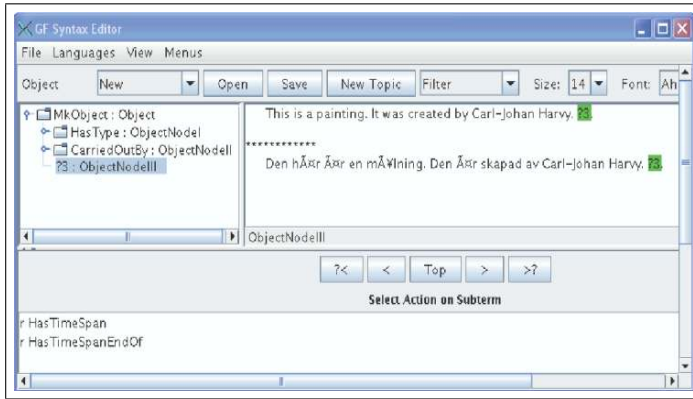 GF Syntax Editor
File Languages View Menus
Object New Open Save New Topic Filter Size: 14 Font: Ah
MkObject : Object
HasType : ObjectNodeI
CarriedOutBy : ObjectNodeII
?3 : ObjectNodeIII
This is a painting. It was created by Carl-Johan Harvy. ?3.
************
Den hÃ¤r Ã¤r en mÃ¥lning. Den Ã¤r skapad av Carl-Johan Harvy. ?3.
ObjectNodeIII
?< < Top > >?
Select Action on Subterm
r HasTimeSpan
r HasTimeSpanEndOf